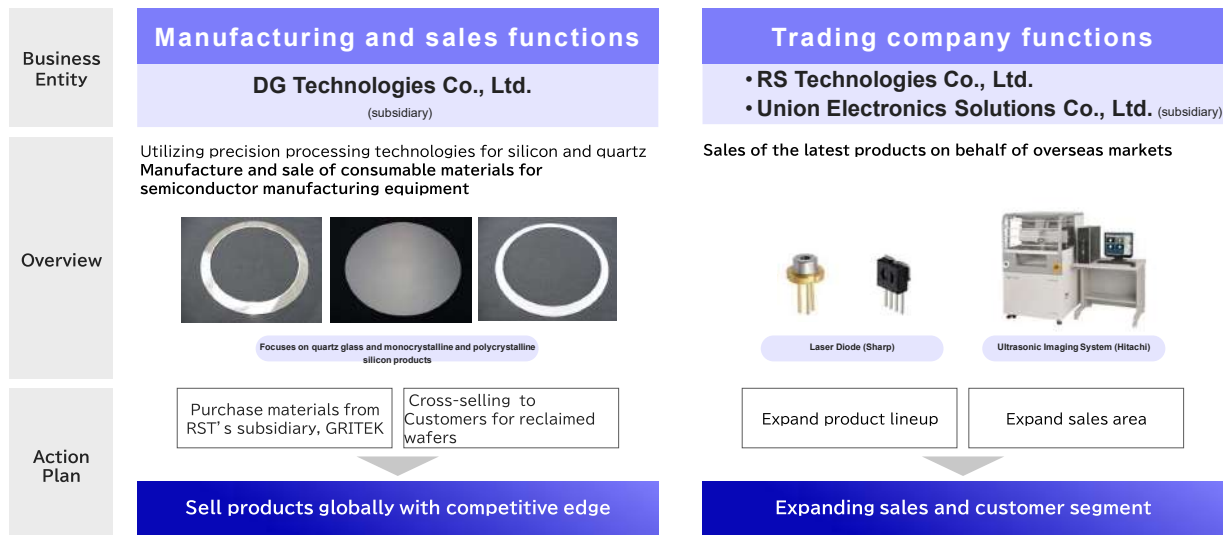 Business
Entity
Manufacturing and sales functions
DG Technologies Co., Ltd.
(subsidiary)
Trading company functions
・RS Technologies Co., Ltd.
・Union Electronics Solutions Co., Ltd. (subsidiary)
Overview
Utilizing precision processing technologies for silicon and quartz
Manufacture and sale of consumable materials for
semiconductor manufacturing equipment
Focuses on quartz glass and monocrystalline and polycrystalline
silicon products
Sales of the latest products on behalf of overseas markets
Laser Diode (Sharp)
Ultrasonic Imaging System (Hitachi)
Action
Plan
Purchase materials from
RST's subsidiary, GRITEK
Cross-selling to
Customers for reclaimed
wafers
Sell products globally with competitive edge
Expand product lineup
Expand sales area
Expanding sales and customer segment